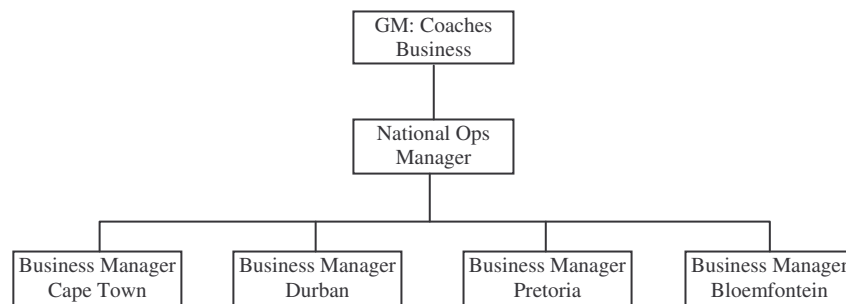 GM: Coaches
Business
National Ops
Manager
Business Manager
Cape Town
Business Manager
Durban
Business Manager
Pretoria
Business Manager
Bloemfontein